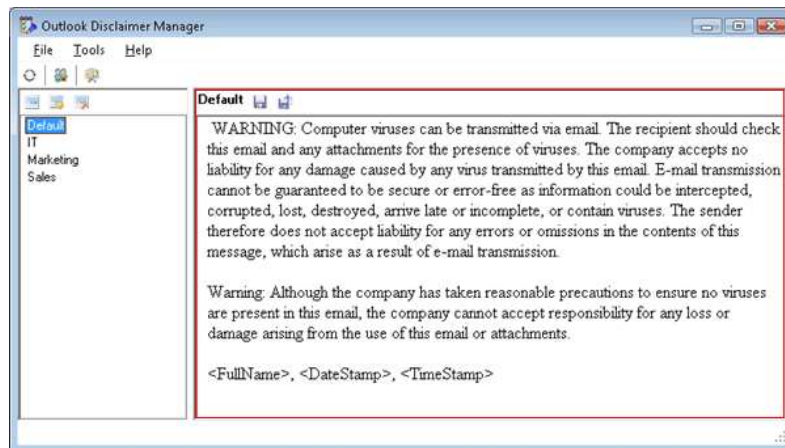 Outlook Disclaimer Manager
File Tools Help
Default
IT
Marketing
Sales
Default
WARNING: Computer viruses can be transmitted via email. The recipient should check
this email and any attachments for the presence of viruses. The company accepts no
liability for any damage caused by any virus transmitted by this email. E-mail transmission
cannot be guaranteed to be secure or error-free as information could be intercepted,
corrupted, lost, destroyed, arrive late or incomplete, or contain viruses. The sender
therefore does not accept liability for any errors or omissions in the contents of this
message, which arise as a result of e-mail transmission.
Warning: Although the company has taken reasonable precautions to ensure no viruses
are present in this email, the company cannot accept responsibility for any loss or
damage arising from the use of this email or attachments.
<FullName>, <DateStamp>, <TimeStamp>